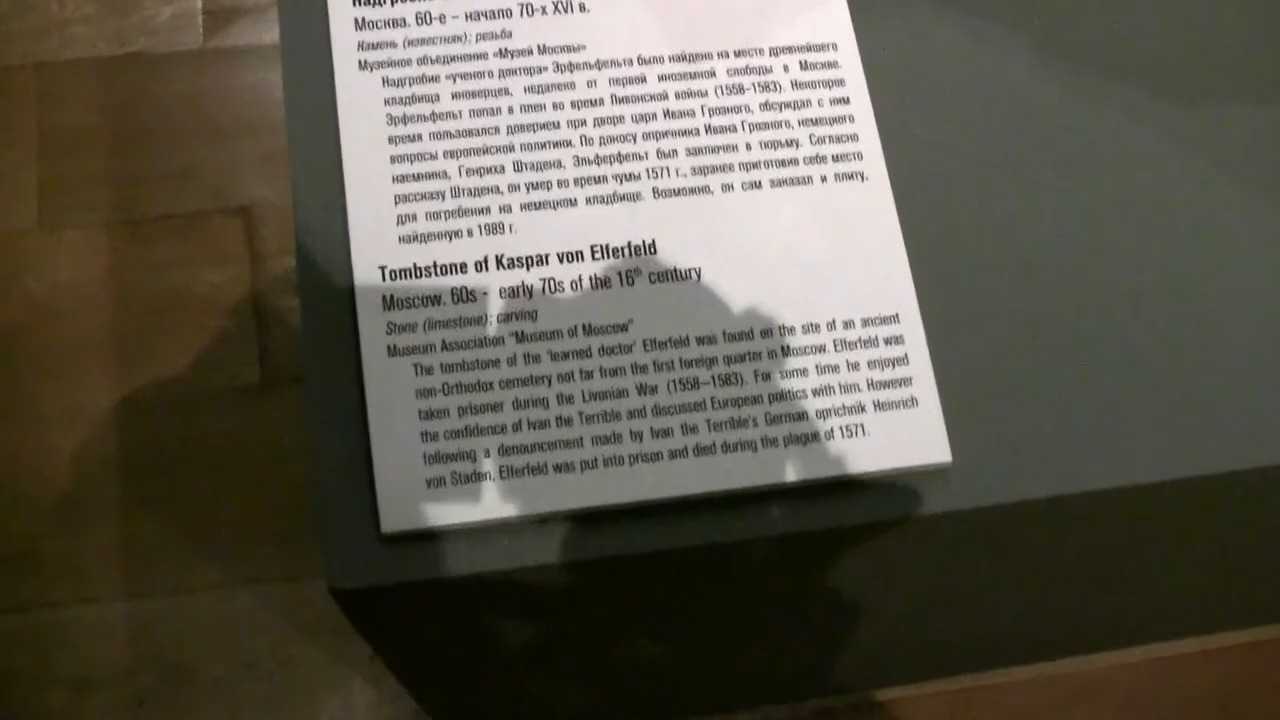 Москва. 60-е – начало 70-х XVI в.
Камень (известняк); резьба
Музейное объединение «Музей Москвы»
Надгробие «ученого доктора» Эрфельфельта было найдено на месте древнейшего
кладбища иноверцев, недалеко от первой иноземной слободы в Москве.
Эрфельфельт попал в плен во время Ливонской войны (1558-1583). Некоторое
время пользовался доверием при дворе царя Ивана Грозного, обсуждал с ним
вопросы европейской политики. По доносу опричника Ивана Грозного, немецкого
наемника, Генриха Штадена, Эльферфельт был заключен в тюрьму. Согласно
рассказу Штадена, он умер во время чумы 1571 г., заранее приготовив себе место
для погребения на немецком кладбище. Возможно, он сам заказал и плиту,
найденную в 1989 г.
Tombstone of Kaspar von Elferfeld
Moscow. 60s - early 70s of the 16th century
Stone (limestone); carving
Museum Association "Museum of Moscow"
The tombstone of the 'learned doctor' Elferfeld was found on the site of an ancient
non-Orthodox cemetery not far from the first foreign quarter in Moscow. Elferfeld was
taken prisoner during the Livonian War (1558–1583). For some time he enjoyed
the confidence of Ivan the Terrible and discussed European politics with him. However
following a denouncement made by Ivan the Terrible's German oprichnik Heinrich
von Staden, Elferfeld was put into prison and died during the plague of 1571.